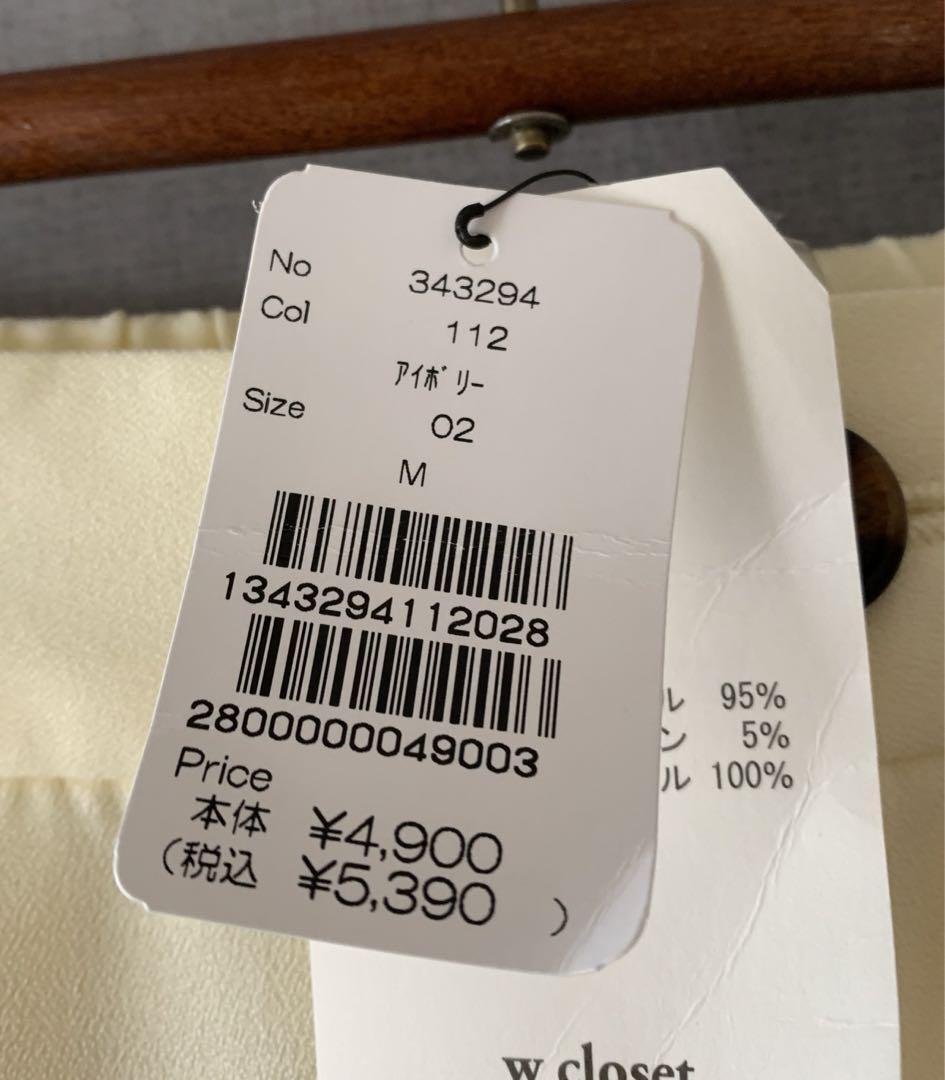 No 343294
Col 112
ｱｲﾎﾞﾘｰ
Size 02
M
1343294112028
2800000049003
Price
本体 ¥4,900
(税込 ¥5,390 )
ル 95%
ン 5%
ル 100%
w closet